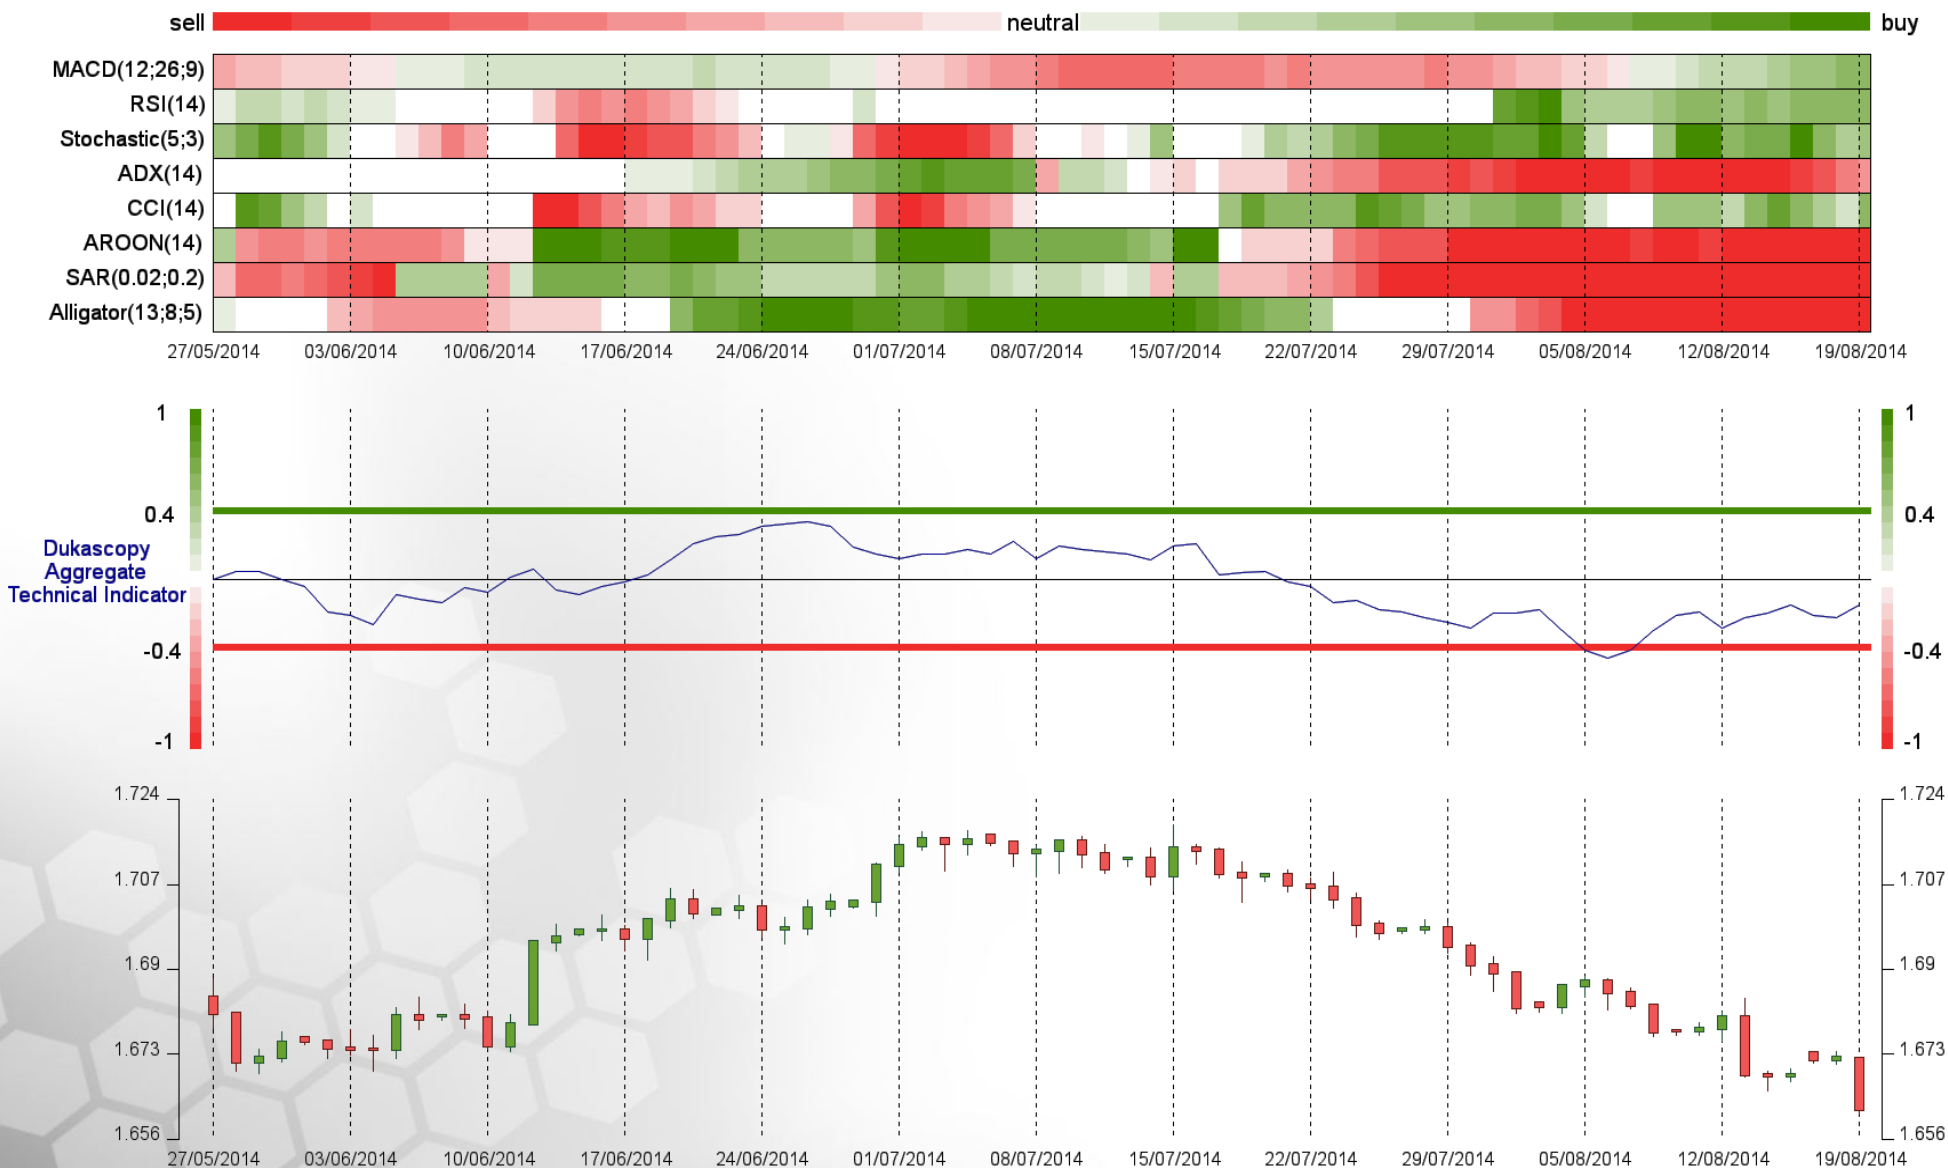 sell neutral buy
MACD(12;26;9)
RSI(14)
Stochastic(5;3)
ADX(14)
CCI(14)
AROON(14)
SAR(0.02;0.2)
Alligator(13;8;5)
27/05/2014 03/06/2014 10/06/2014 17/06/2014 24/06/2014 01/07/2014 08/07/2014 15/07/2014 22/07/2014 29/07/2014 05/08/2014 12/08/2014 19/08/2014
1 1
0.4 0.4
Dukascopy
Aggregate
Technical Indicator
-0.4 -0.4
-1 -1
1.724 1.724
1.707 1.707
1.69 1.69
1.673 1.673
1.656 1.656
27/05/2014 03/06/2014 10/06/2014 17/06/2014 24/06/2014 01/07/2014 08/07/2014 15/07/2014 22/07/2014 29/07/2014 05/08/2014 12/08/2014 19/08/2014